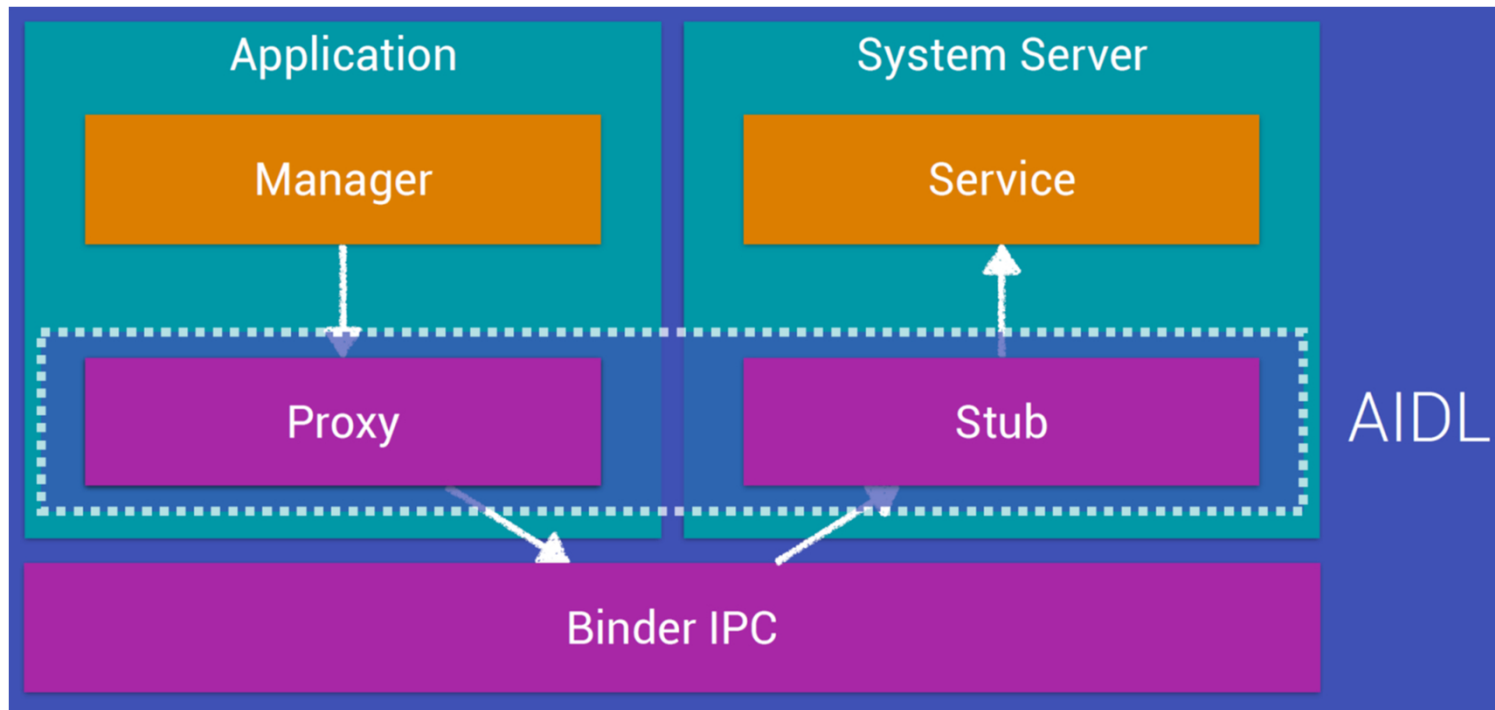 Application
System Server
Manager
Service
Proxy
Stub
AIDL
Binder IPC